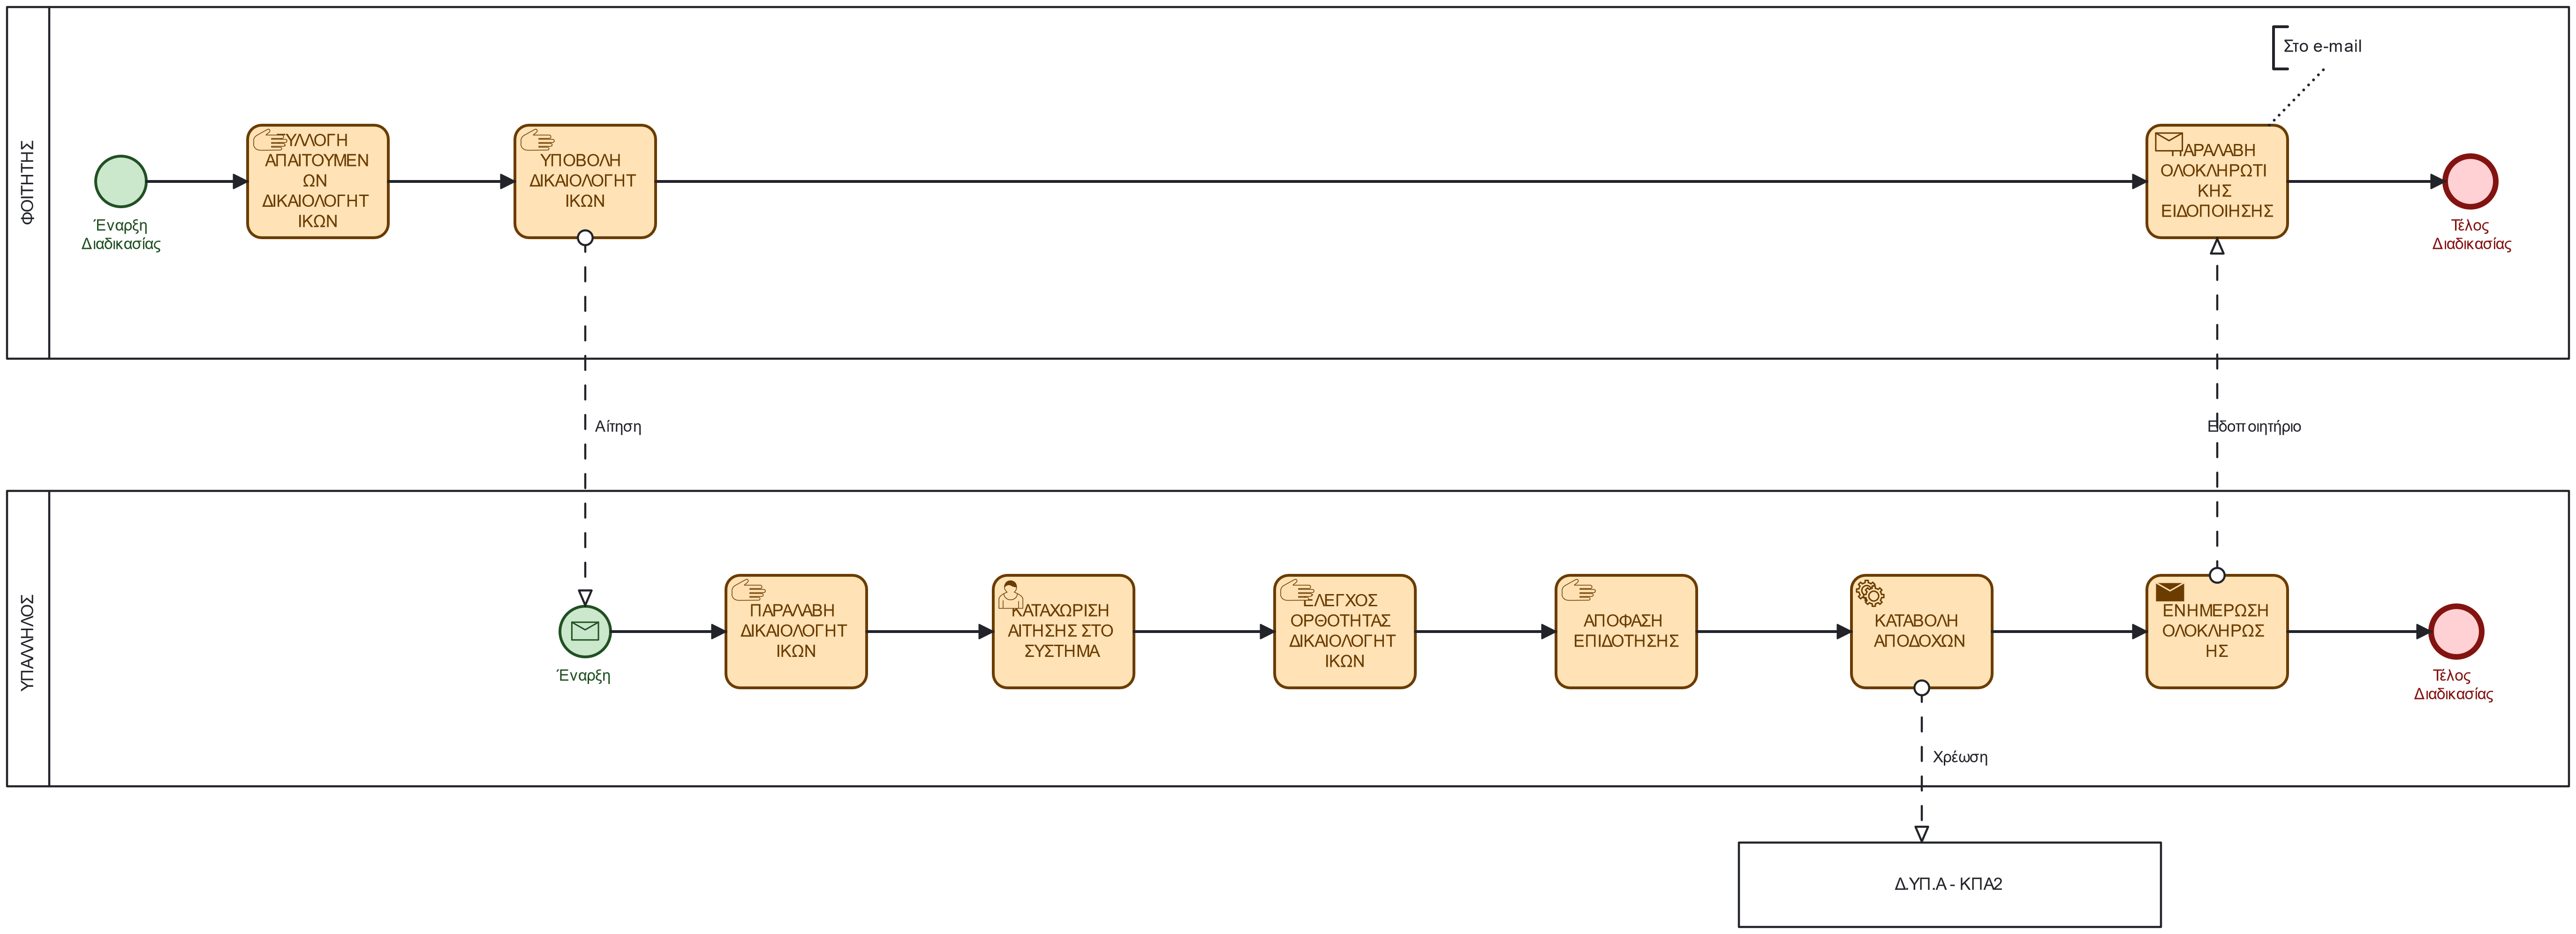 Στο e-mail
ΦΟΙΤΗΤΗΣ
ΣΥΛΛΟΓΗ
ΑΠΑΙΤΟΥΜΕΝ
ΩΝ
ΔΙΚΑΙΟΛΟΓΗΤ
ΙΚΩΝ
ΥΠΟΒΟΛΗ
ΔΙΚΑΙΟΛΟΓΗΤ
ΙΚΩΝ
ΠΑΡΑΛΑΒΗ
ΟΛΟΚΛΗΡΩΤΙ
ΚΗΣ
ΕΙΔΟΠΟΙΗΣΗΣ
Έναρξη
Διαδικασίας
Τέλος
Διαδικασίας
Αίτηση
Ειδοποιητήριο
ΥΠΑΛΛΗΛΟΣ
Έναρξη
ΠΑΡΑΛΑΒΗ
ΔΙΚΑΙΟΛΟΓΗΤ
ΙΚΩΝ
ΚΑΤΑΧΩΡΙΣΗ
ΑΙΤΗΣΗΣ ΣΤΟ
ΣΥΣΤΗΜΑ
ΕΛΕΓΧΟΣ
ΟΡΘΟΤΗΤΑΣ
ΔΙΚΑΙΟΛΟΓΗΤ
ΙΚΩΝ
ΑΠΟΦΑΣΗ
ΕΠΙΔΟΤΗΣΗΣ
ΚΑΤΑΒΟΛΗ
ΑΠΟΔΟΧΩΝ
ΕΝΗΜΕΡΩΣΗ
ΟΛΟΚΛΗΡΩΣ
ΗΣ
Τέλος
Διαδικασίας
Χρέωση
Δ.ΥΠ.Α - ΚΠΑ2